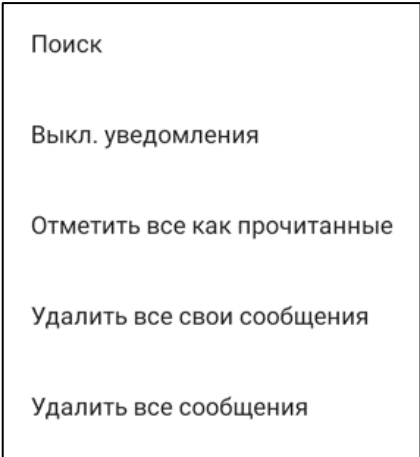 Поиск
Выкл. уведомления
Отметить все как прочитанные
Удалить все свои сообщения
Удалить все сообщения